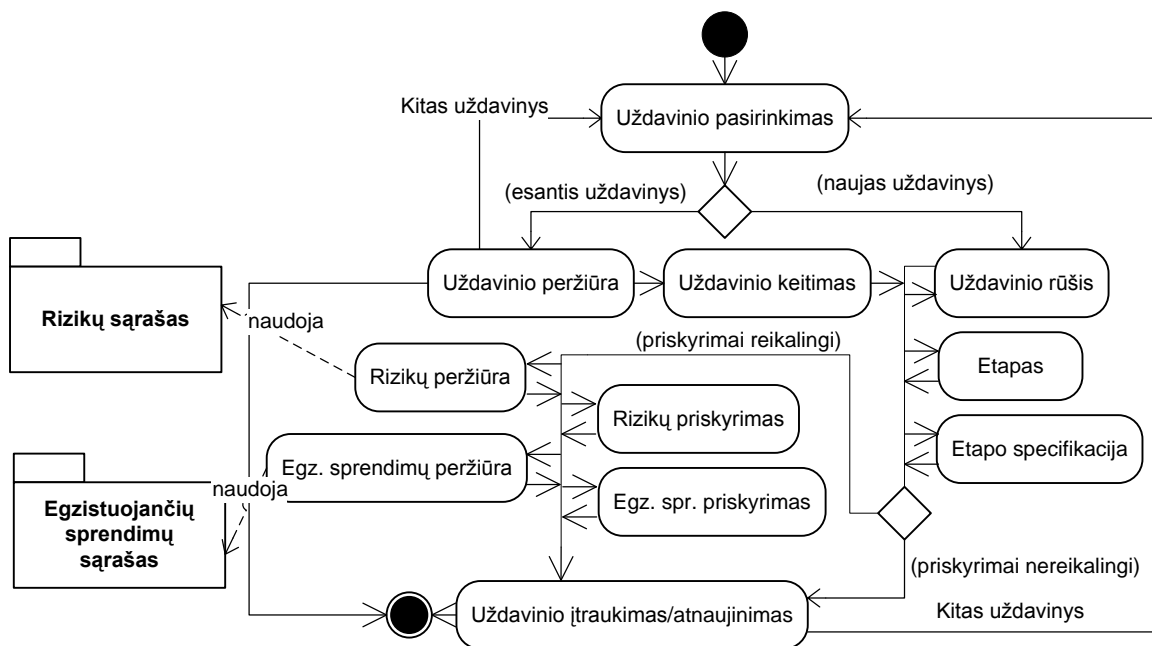 Kitas uždavinys
Uždavinio pasirinkimas
(esantis uždavinys)
(naujas uždavinys)
Uždavinio peržiūra
Uždavinio keitimas
Uždavinio rūšis
Rizikų sąrašas
naudoja
(priskyrimai reikalingi)
Rizikų peržiūra
Etapas
Rizikų priskyrimas
Etapo specifikacija
Egz. sprendimų peržiūra
naudoja
Egz. spr. priskyrimas
Egzistuojančių
sprendimų
sąrašas
(priskyrimai nereikalingi)
Uždavinio įtraukimas/atnaujinimas
Kitas uždavinys